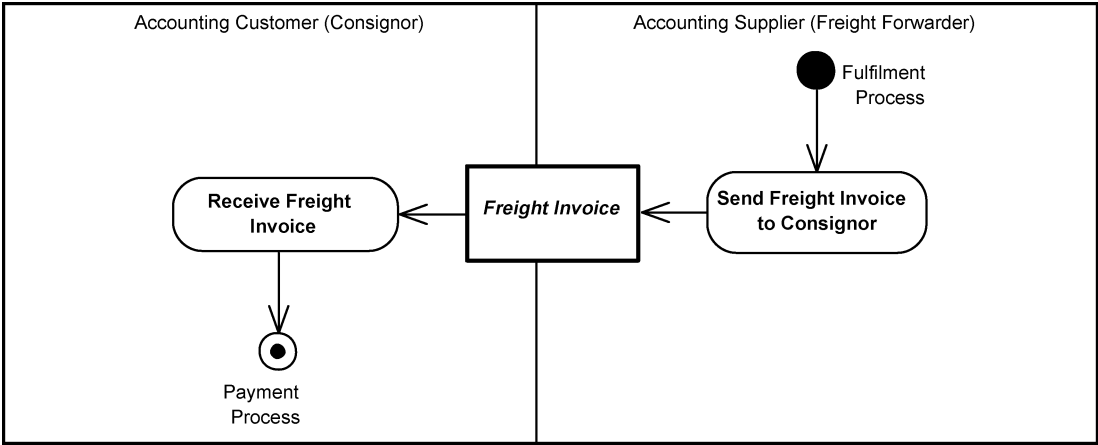 Accounting Customer (Consignor)
Accounting Supplier (Freight Forwarder)
Fulfilment
Process
Receive Freight
Invoice
Freight Invoice
Send Freight Invoice
to Consignor
Payment
Process